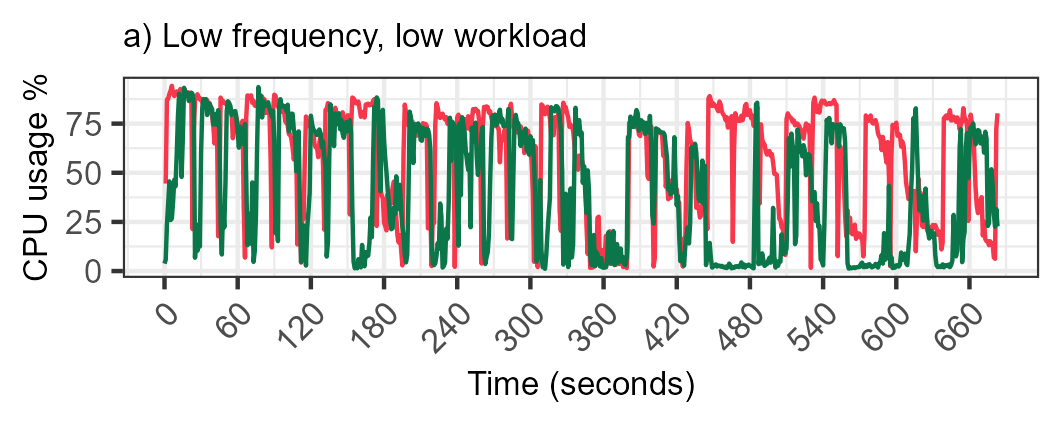 a) Low frequency, low workload
CPU usage %
75
50
25
0
0 60 120 180 240 300 360 420 480 540 600 660
Time (seconds)